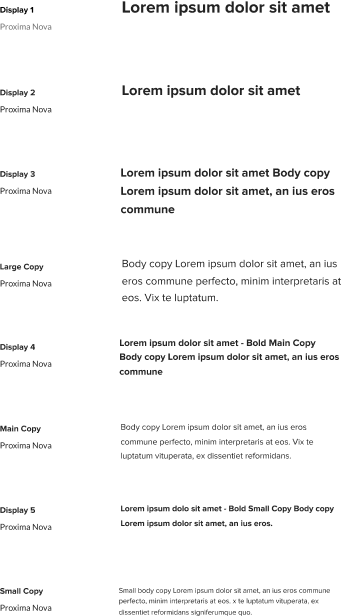 Display 1
Lorem ipsum dolor sit amet
Proxima Nova
Display 2
Lorem ipsum dolor sit amet
Proxima Nova
Display 3
Proxima Nova
Lorem ipsum dolor sit amet Body copy
Lorem ipsum dolor sit amet, an ius eros
commune
Large Copy
Proxima Nova
Body copy Lorem ipsum dolor sit amet, an ius
eros commune perfecto, minim interpretaris at
eos. Vix te luptatum.
Display 4
Proxima Nova
Lorem ipsum dolor sit amet - Bold Main Copy
Body copy Lorem ipsum dolor sit amet, an ius eros
commune
Main Copy
Proxima Nova
Body copy Lorem ipsum dolor sit amet, an ius eros
commune perfecto, minim interpretaris at eos. Vix te
luptatum vituperata, ex dissentiet reformidans.
Display 5
Proxima Nova
Lorem ipsum dolo sit amet - Bold Small Copy Body copy
Lorem ipsum dolor sit amet, an ius eros.
Small Copy
Proxima Nova
Small body copy Lorem ipsum dolor sit amet, an ius eros commune
perfecto, minim interpretaris at eos. x te luptatum vituperata, ex
dissentiet reformidans signiferumque quo.